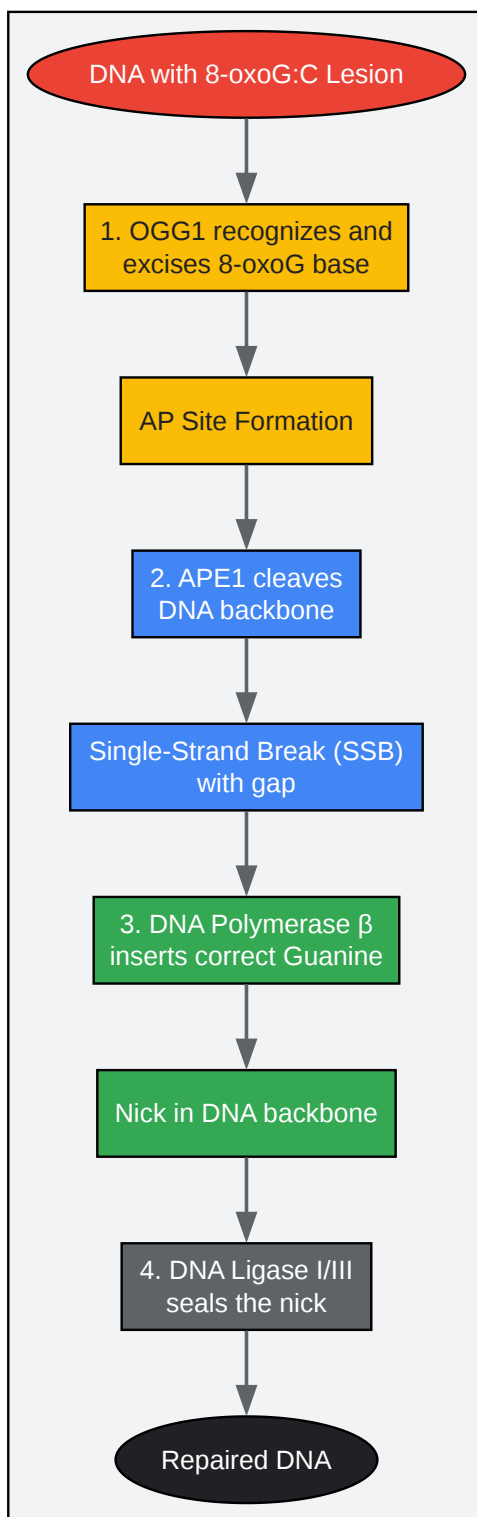 DNA with 8-oxoG:C Lesion
1. OGG1 recognizes and
excises 8-oxoG base
AP Site Formation
2. APE1 cleaves
DNA backbone
Single-Strand Break (SSB)
with gap
3. DNA Polymerase β
inserts correct Guanine
Nick in DNA backbone
4. DNA Ligase I/III
seals the nick
Repaired DNA